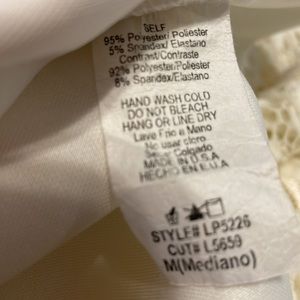 SELF
95% Polyester/Poliester
5% Spandex/Elastano
Contrast/Contraste
92% Polyester/Poliester
8% Spandex/Elastano
HAND WASH COLD
DO NOT BLEACH
HANG OR LINE DRY
Lave Frio a Mano
No usar cloro
Secar Colgado
MADE IN U.S.A
HECHO EN E.U.A
STYLE# LP5226
CUT# L5659
M(Mediano)